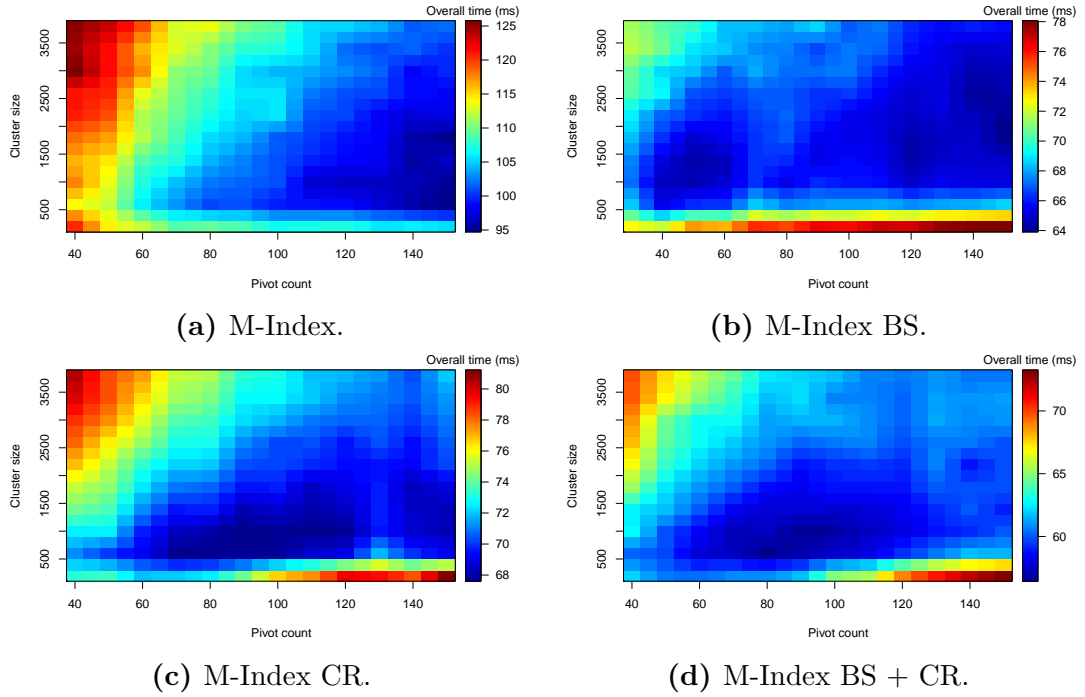 Overall time (ms)
3500
2500
1500
500
Cluster size
40 60 80 100 120 140
Pivot count
125
120
115
110
105
100
95
(a) M-Index.
Overall time (ms)
3500
2500
1500
500
Cluster size
40 60 80 100 120 140
Pivot count
78
76
74
72
70
68
66
64
(b) M-Index BS.
Overall time (ms)
3500
2500
1500
500
Cluster size
40 60 80 100 120 140
Pivot count
80
78
76
74
72
70
68
(c) M-Index CR.
Overall time (ms)
3500
2500
1500
500
Cluster size
40 60 80 100 120 140
Pivot count
70
65
60
(d) M-Index BS + CR.